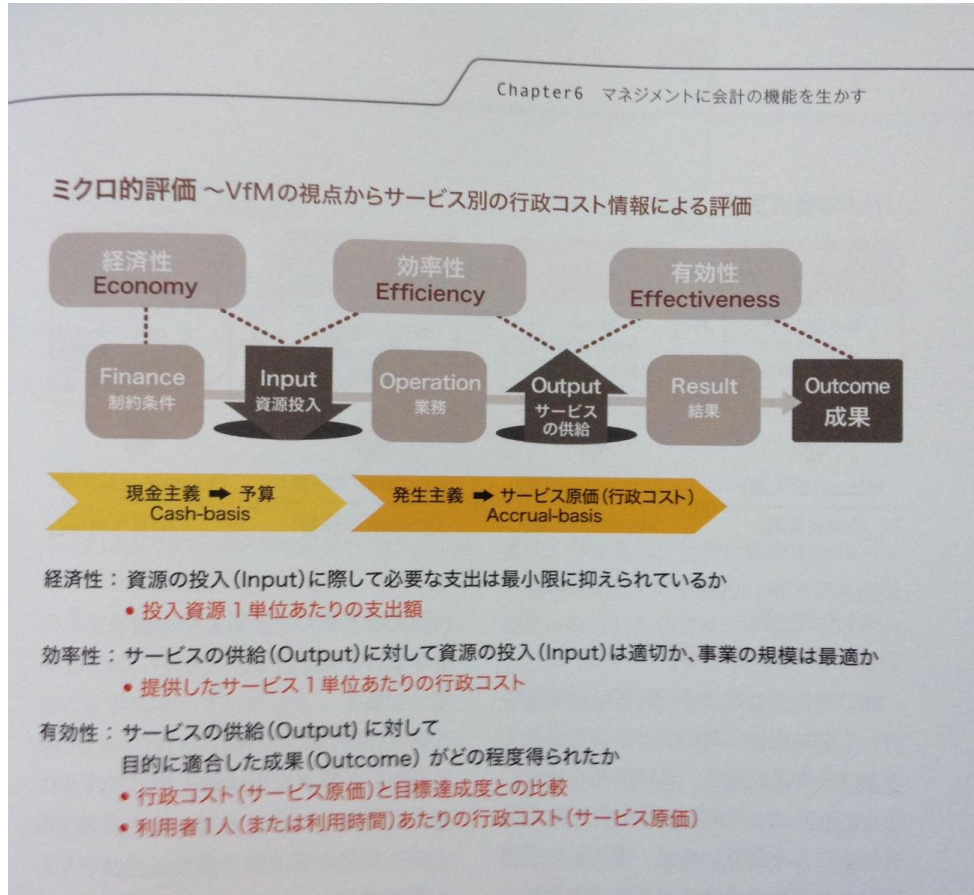 Chapter6 マネジメントに会計の機能を生かす
ミクロ的評価 ～VfMの視点からサービス別の行政コスト情報による評価
経済性
Economy
効率性
Efficiency
有効性
Effectiveness
Finance
制約条件
Input
資源投入
Operation
業務
Output
サービス
の供給
Result
結果
Outcome
成果
現金主義 ➡ 予算
Cash-basis
発生主義 ➡ サービス原価(行政コスト)
Accrual-basis
経済性：資源の投入(Input)に際して必要な支出は最小限に抑えられているか
• 投入資源1単位あたりの支出額
効率性：サービスの供給(Output)に対して資源の投入(Input)は適切か、事業の規模は最適か
• 提供したサービス1単位あたりの行政コスト
有効性：サービスの供給(Output)に対して
目的に適合した成果(Outcome)がどの程度得られたか
• 行政コスト(サービス原価)と目標達成度との比較
• 利用者1人(または利用時間)あたりの行政コスト(サービス原価)